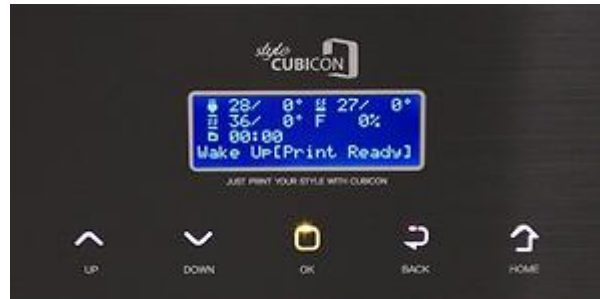 style
CUBICON
28/ 0° 27/ 0°
36/ 0° F 0%
00:00
Wake Up[Print Ready]
JUST PRINT YOUR STYLE WITH CUBICON
UP
DOWN
OK
BACK
HOME